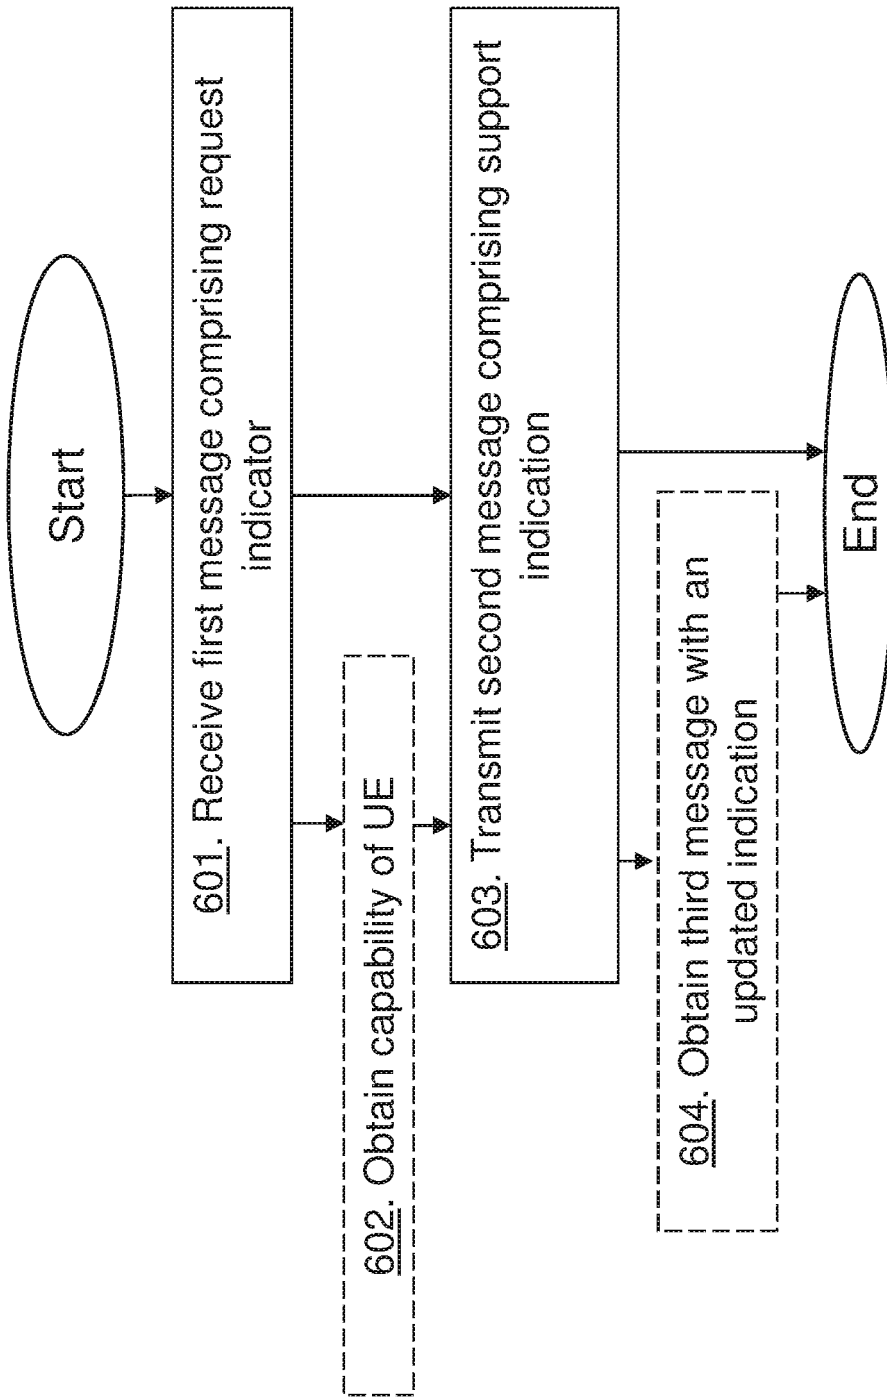 Start
601. Receive first message comprising request
indicator
602. Obtain capability of UE
603. Transmit second message comprising support
indication
604. Obtain third message with an
updated indication
End